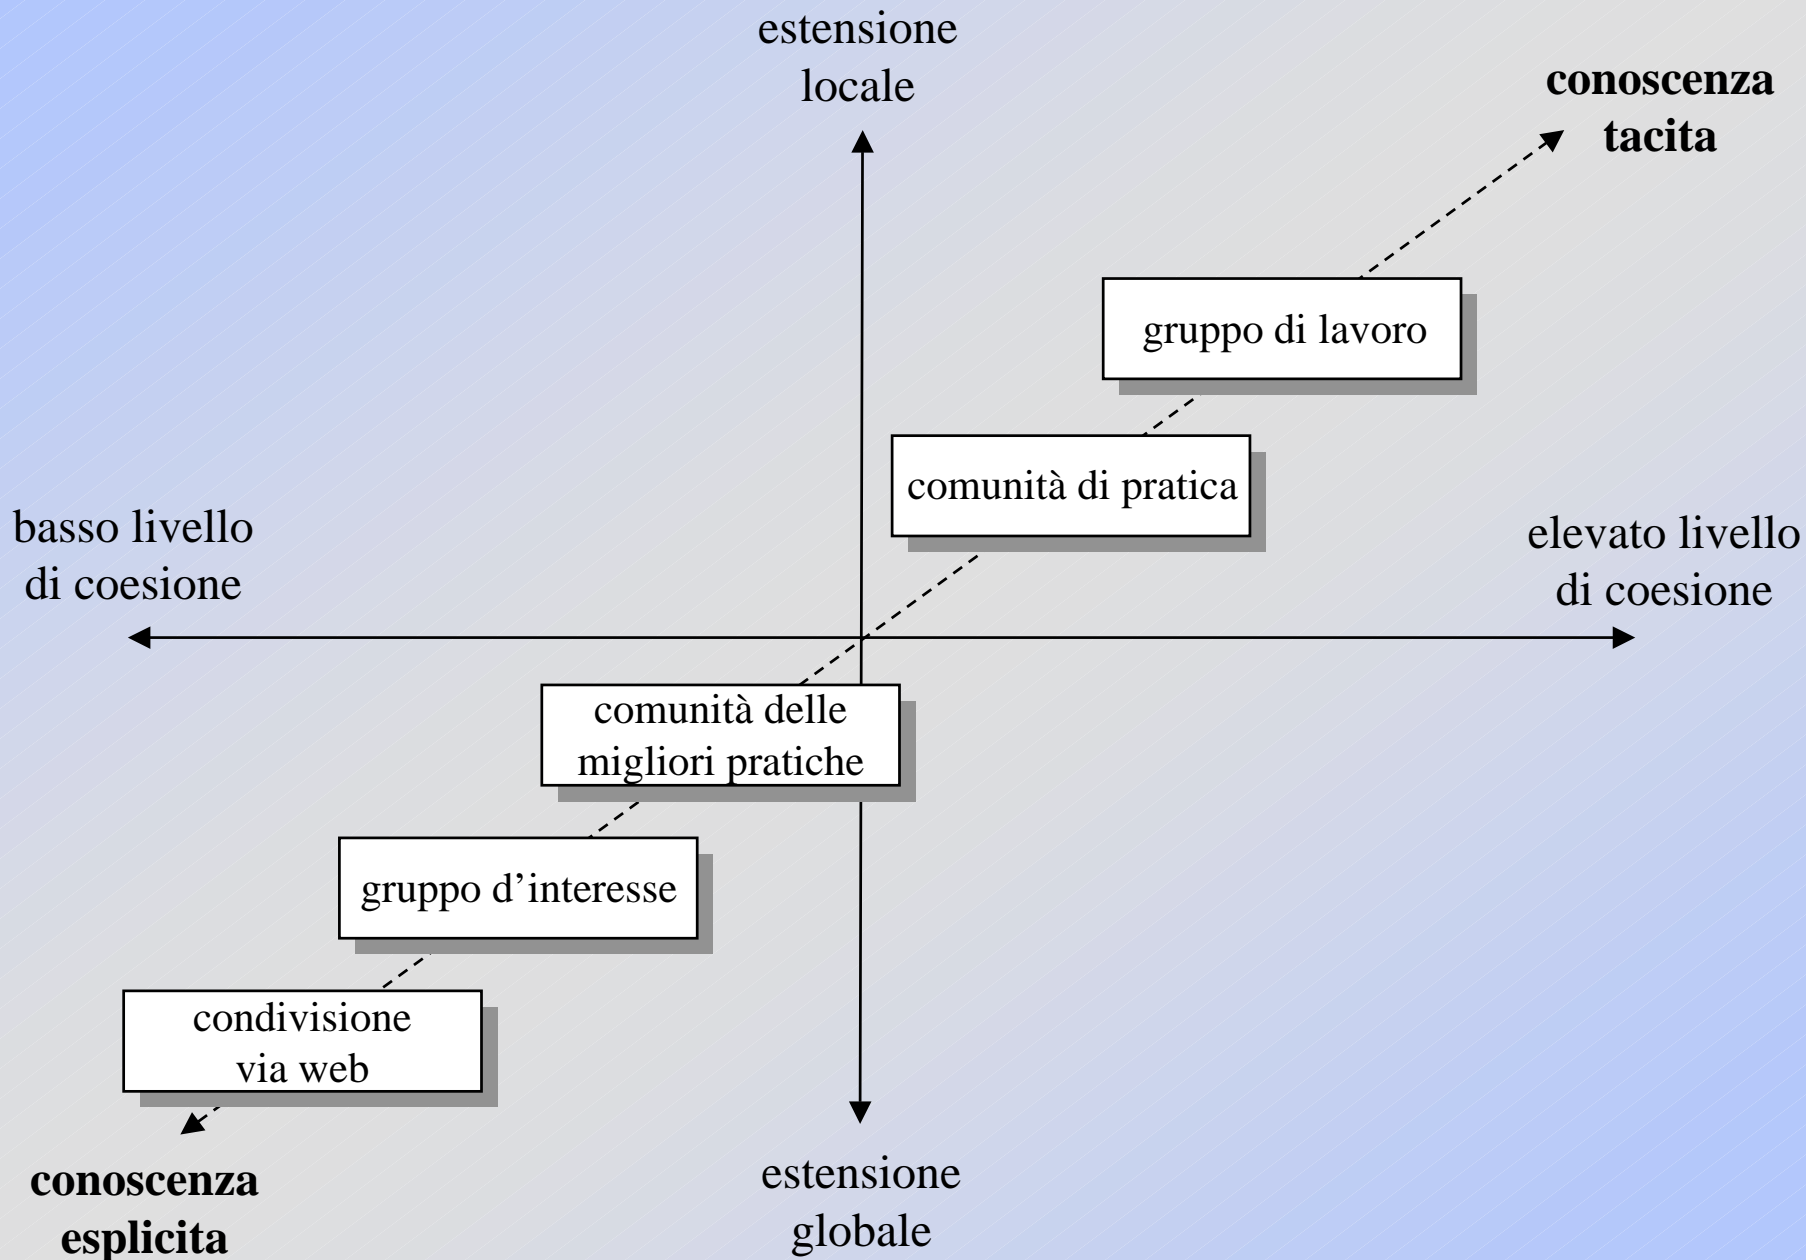 estensione
locale
conoscenza
tacita
gruppo di lavoro
comunità di pratica
basso livello
di coesione
elevato livello
di coesione
comunità delle
migliori pratiche
gruppo d’interesse
condivisione
via web
conoscenza
esplicita
estensione
globale